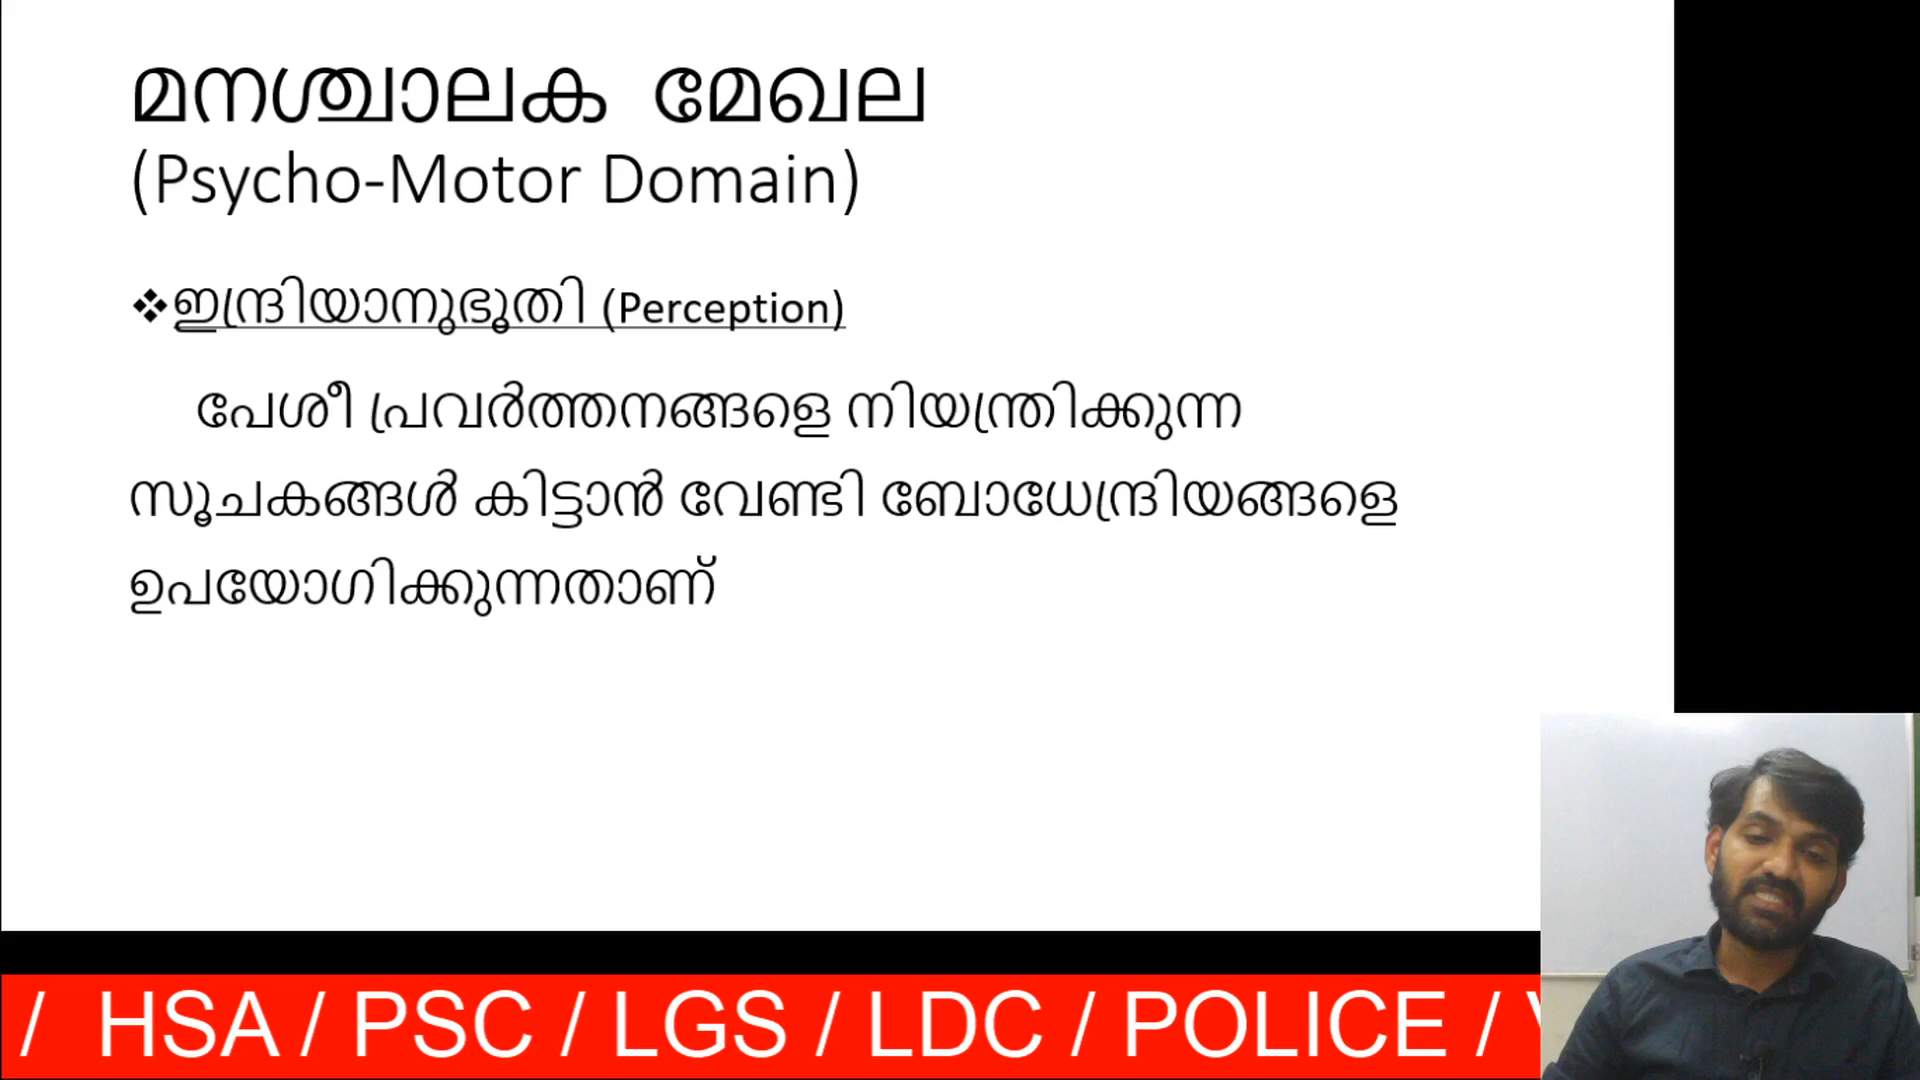 മനശ്ചാലക മേഖല
(Psycho-Motor Domain)
❖ഇന്ദ്രിയാനുഭൂതി (Perception)
പേശീ പ്രവർത്തനങ്ങളെ നിയന്ത്രിക്കുന്ന
സൂചകങ്ങൾ കിട്ടാൻ വേണ്ടി ബോധേന്ദ്രിയങ്ങളെ
ഉപയോഗിക്കുന്നതാണ്
/ HSA / PSC / LGS / LDC / POLICE /